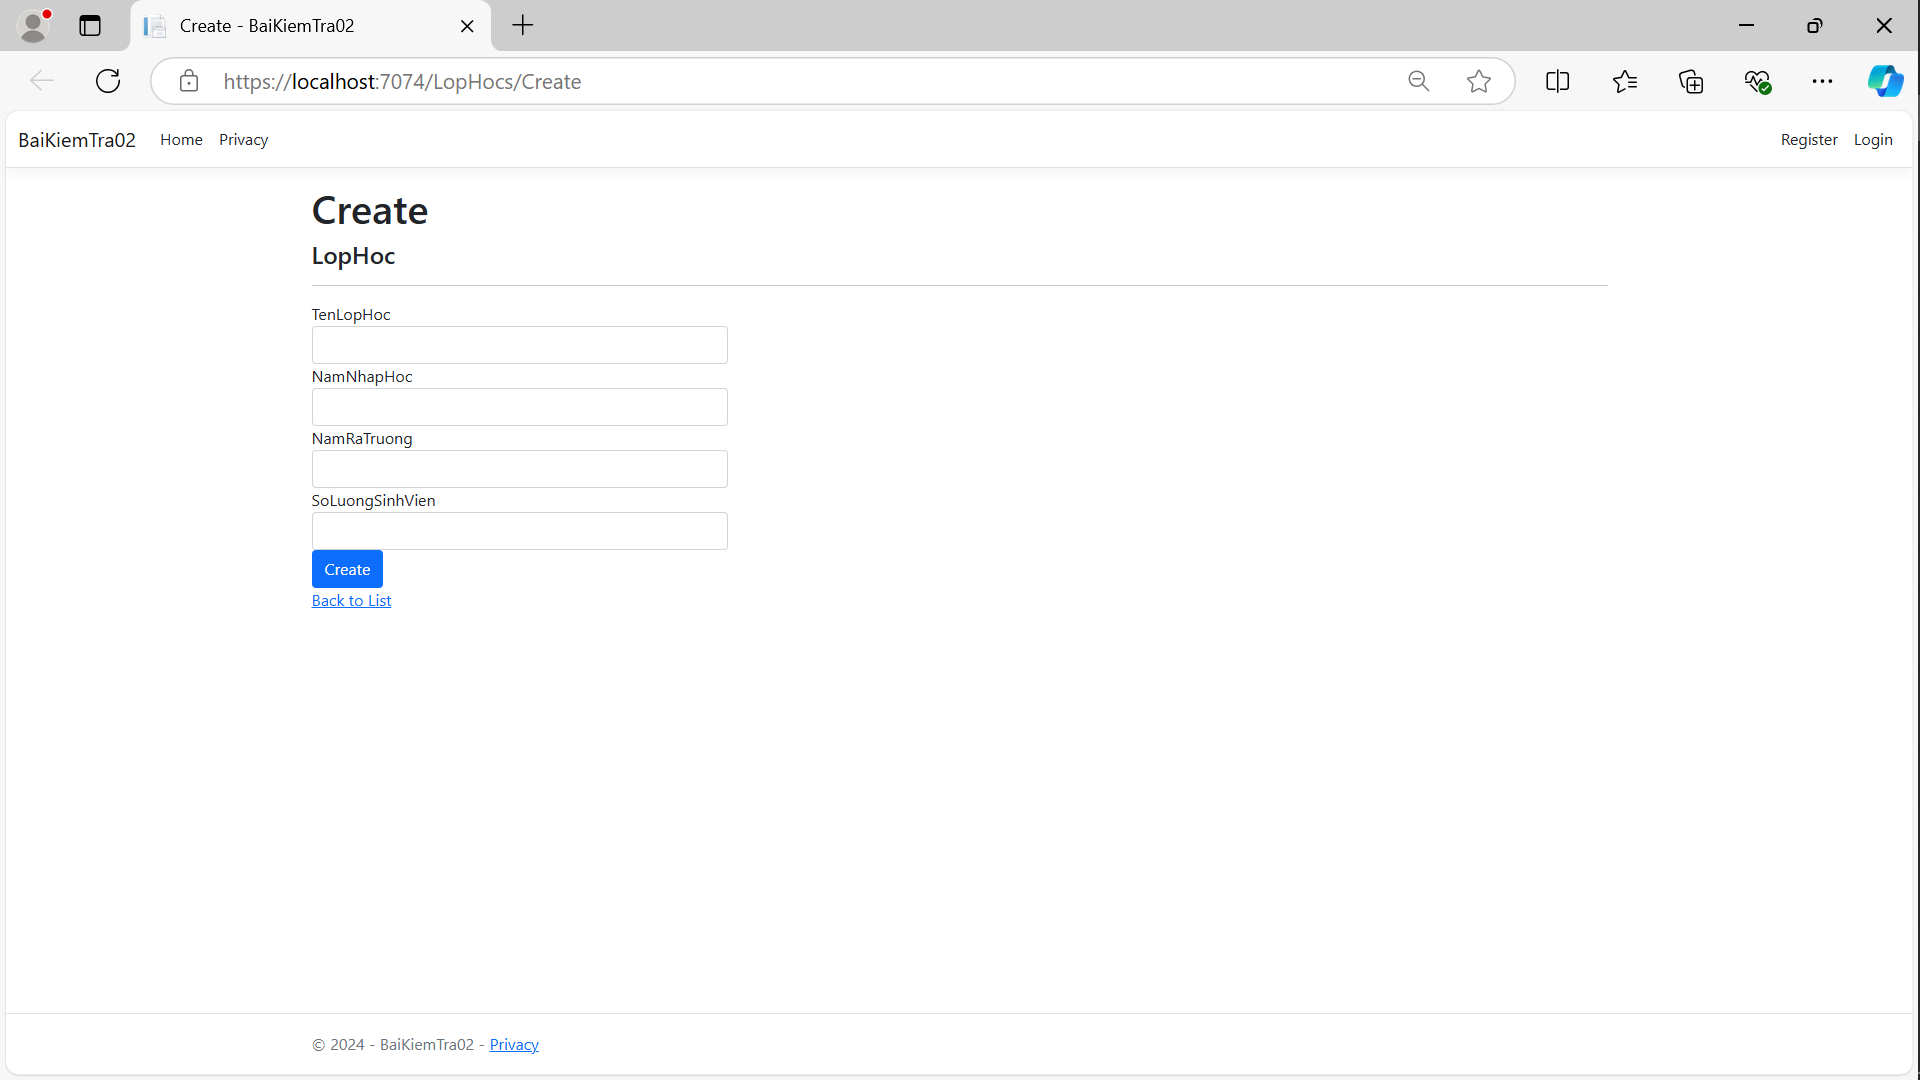 Create - BaiKiemTra02
https://localhost:7074/LopHocs/Create
BaiKiemTra02 Home Privacy Register Login
Create
LopHoc
TenLopHoc
NamNhapHoc
NamRaTruong
SoLuongSinhVien
Create
Back to List
© 2024 - BaiKiemTra02 - Privacy